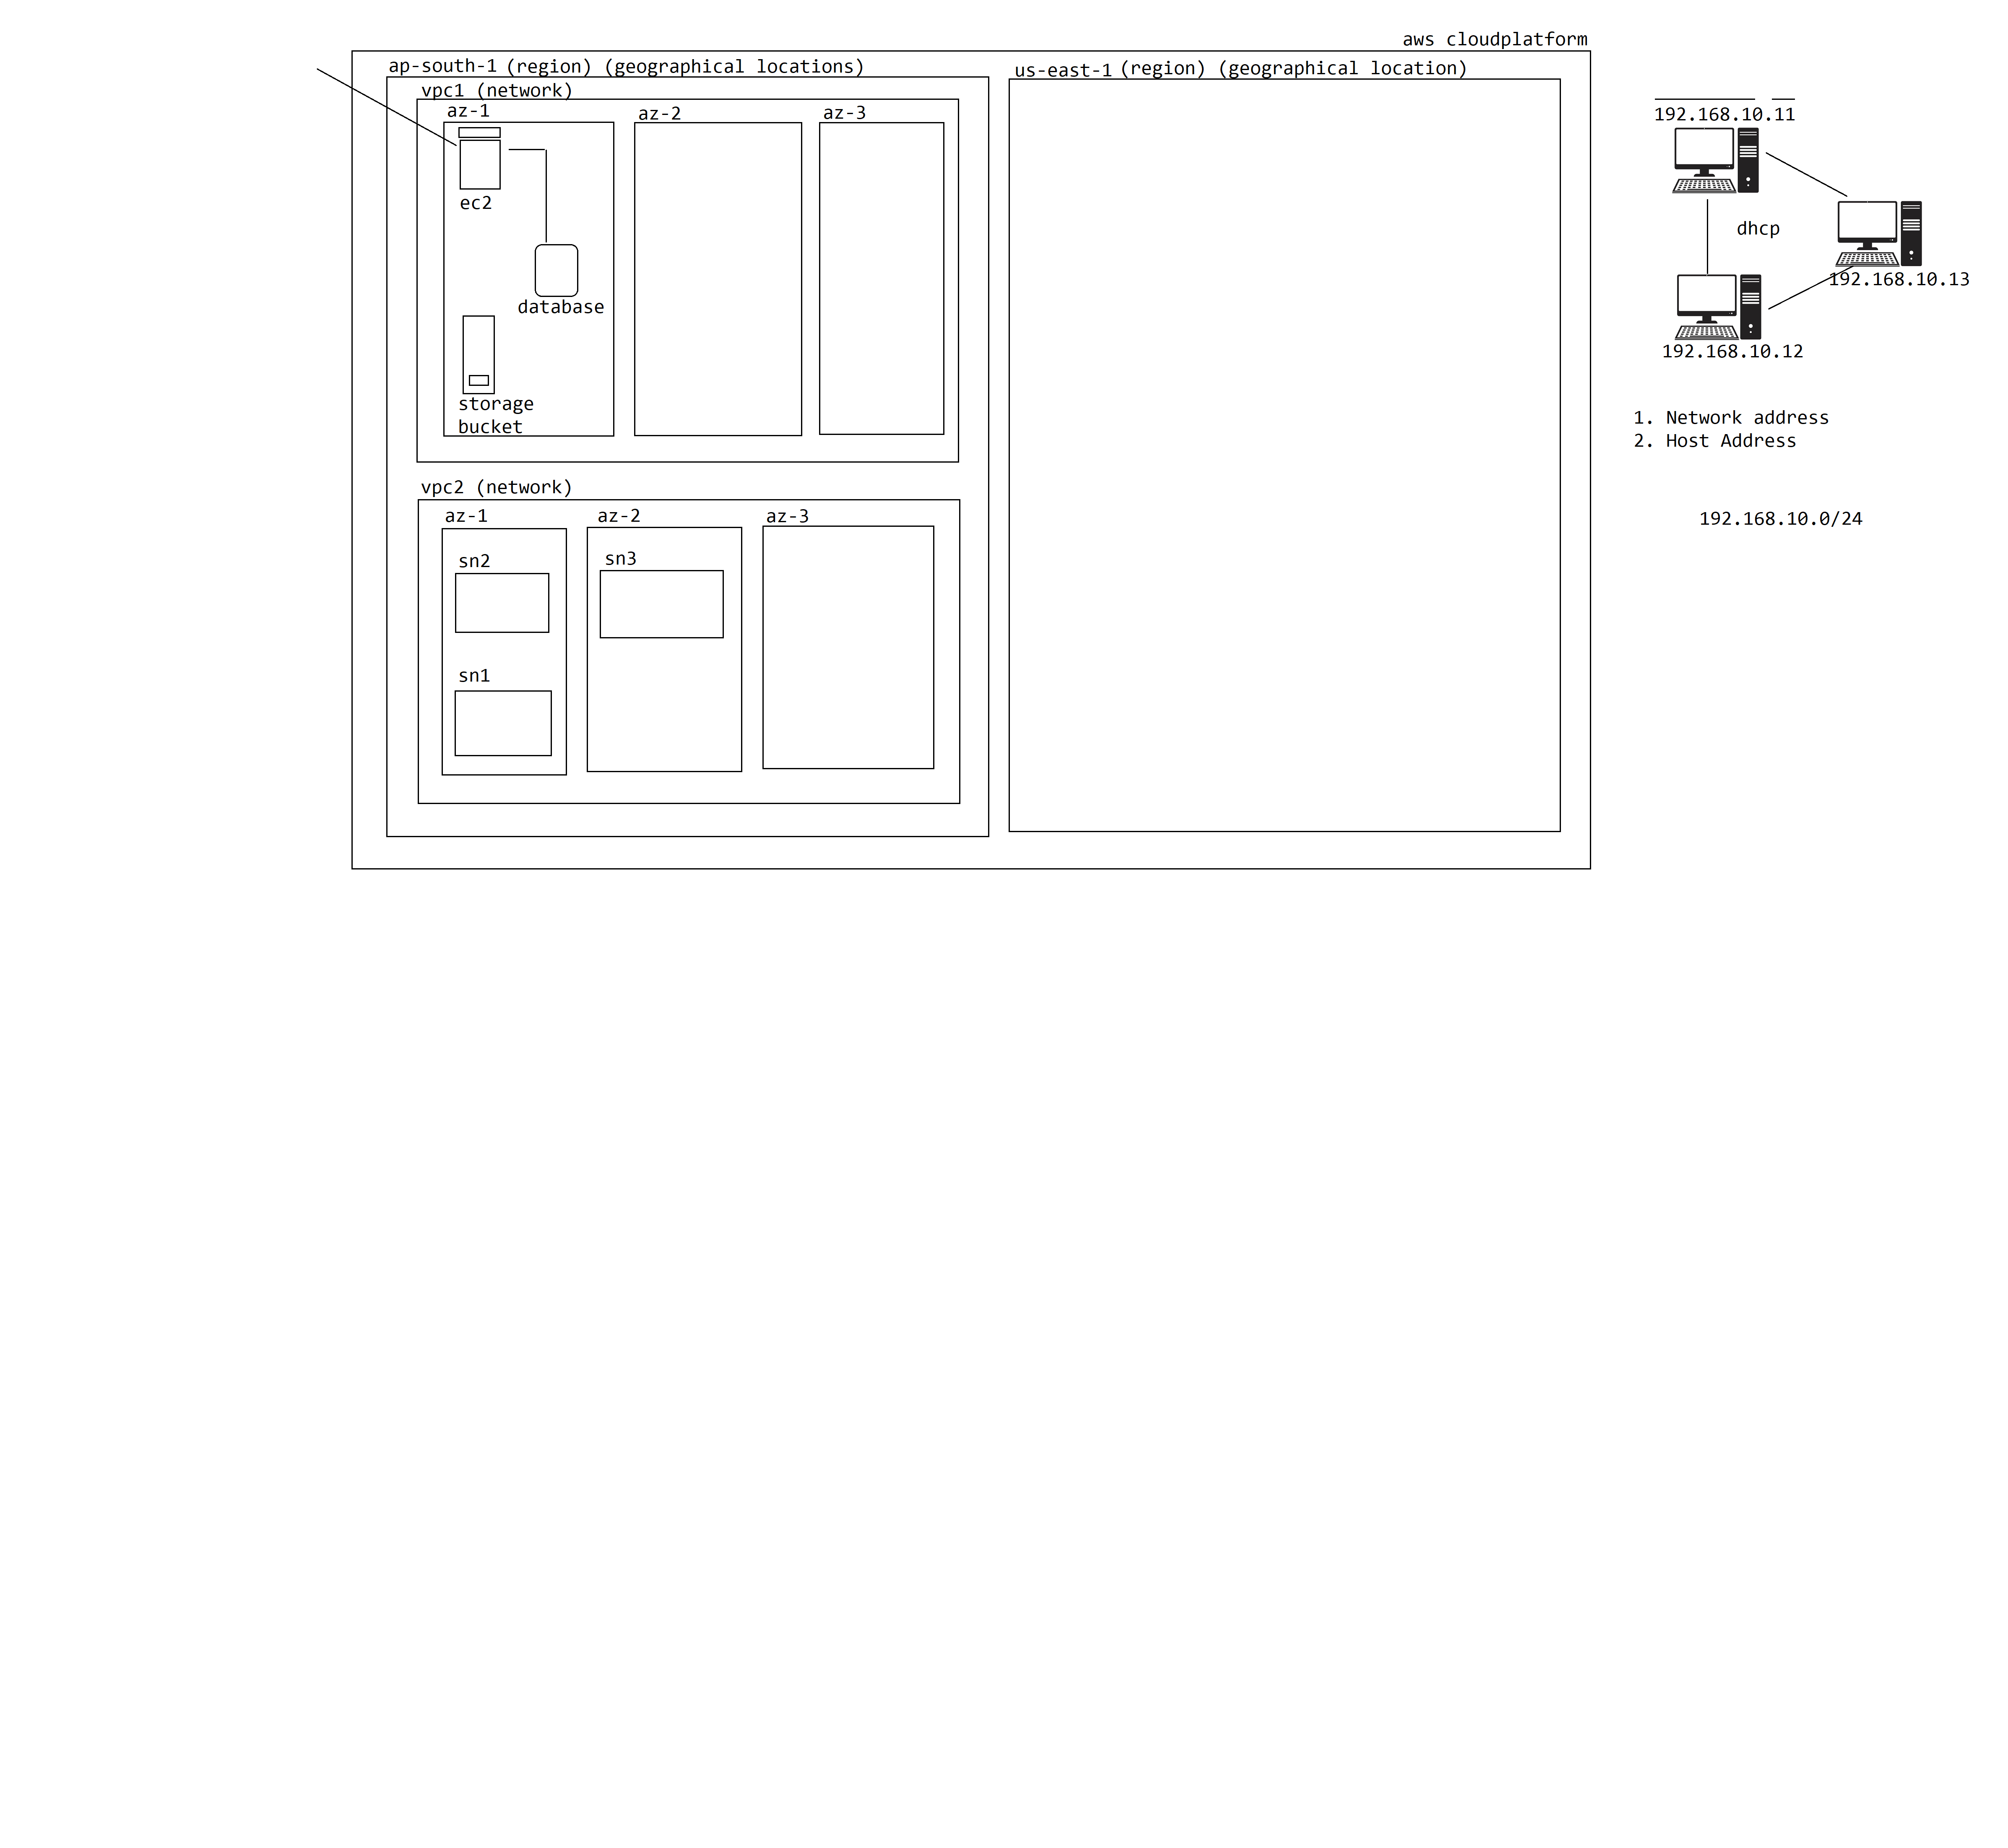 aws cloudplatform
ap-south-1 (region) (geographical locations)
us-east-1 (region) (geographical location)
vpc1 (network)
az-1
az-2
az-3
ec2
database
storage
bucket
vpc2 (network)
az-1
az-2
az-3
sn2
sn3
sn1
192.168.10.11
dhcp
192.168.10.13
192.168.10.12
1. Network address
2. Host Address
192.168.10.0/24